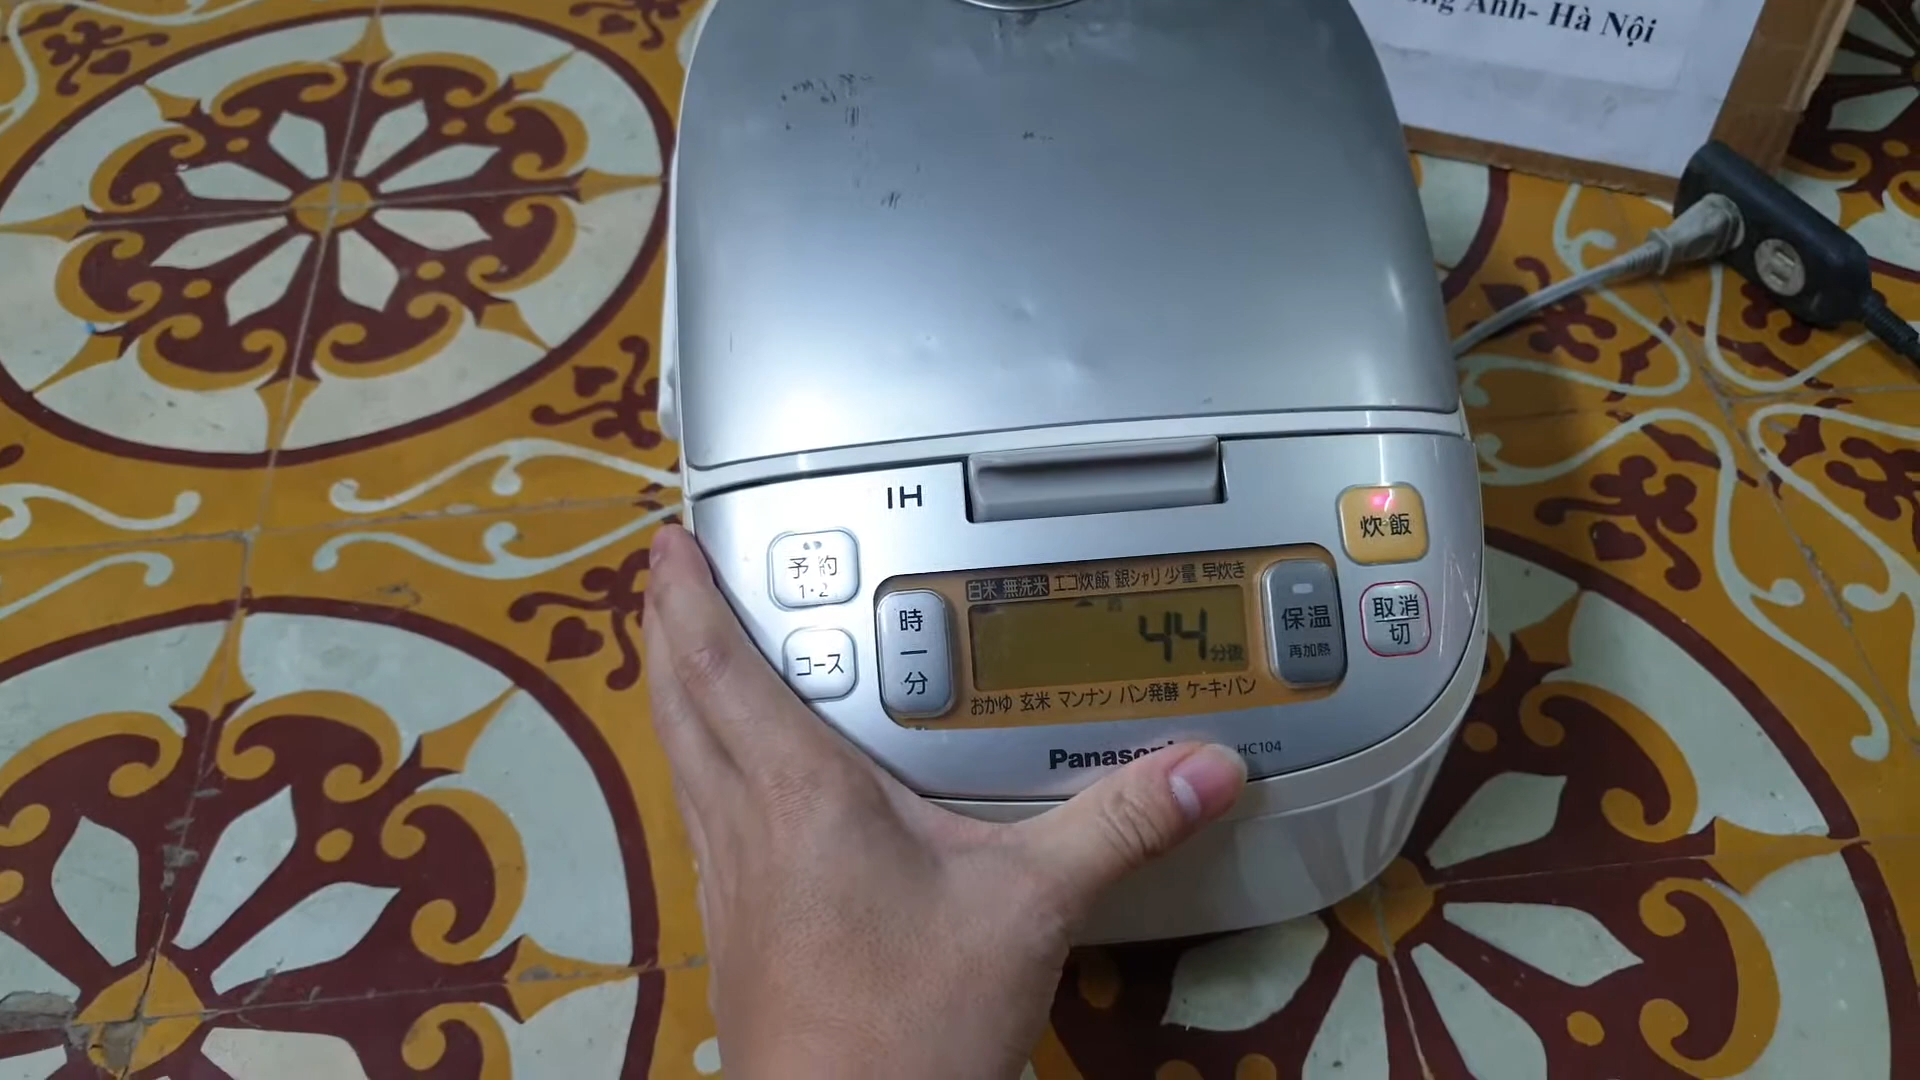 Anh- Hà Nội
IH
炊飯
予約
1・2
白米 無洗米 エコ炊飯 銀シャリ 少量 早炊き
時
分
44分後
保温
再加熱
取消
切
コース
おかゆ 玄米 マンナン パン発酵 ケーキ・パン
HC104